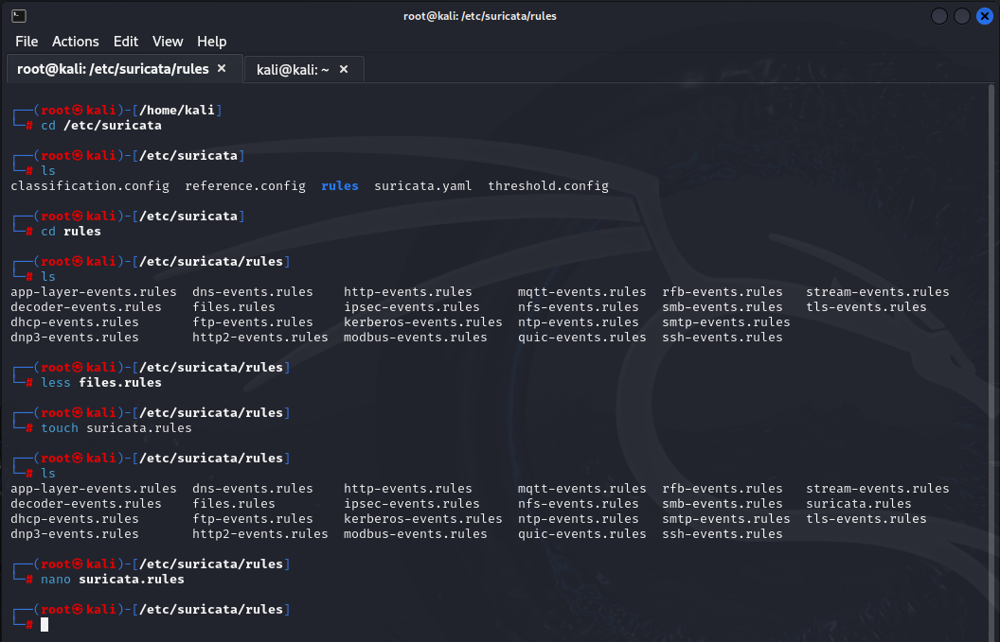 root@kali: /etc/suricata/rules
File Actions Edit View Help
root@kali: /etc/suricata/rules × kali@kali: ~ ×
┌──(root㉿kali)-[/home/kali]
└─# cd /etc/suricata
┌──(root㉿kali)-[/etc/suricata]
└─# ls
classification.config reference.config rules suricata.yaml threshold.config
┌──(root㉿kali)-[/etc/suricata]
└─# cd rules
┌──(root㉿kali)-[/etc/suricata/rules]
└─# ls
app-layer-events.rules dns-events.rules http-events.rules mqtt-events.rules rfb-events.rules stream-events.rules
decoder-events.rules files.rules ipsec-events.rules nfs-events.rules smb-events.rules tls-events.rules
dhcp-events.rules ftp-events.rules kerberos-events.rules ntp-events.rules smtp-events.rules
dnp3-events.rules http2-events.rules modbus-events.rules quic-events.rules ssh-events.rules
┌──(root㉿kali)-[/etc/suricata/rules]
└─# less files.rules
┌──(root㉿kali)-[/etc/suricata/rules]
└─# touch suricata.rules
┌──(root㉿kali)-[/etc/suricata/rules]
└─# ls
app-layer-events.rules dns-events.rules http-events.rules mqtt-events.rules rfb-events.rules stream-events.rules
decoder-events.rules files.rules ipsec-events.rules nfs-events.rules smb-events.rules suricata.rules
dhcp-events.rules ftp-events.rules kerberos-events.rules ntp-events.rules smtp-events.rules tls-events.rules
dnp3-events.rules http2-events.rules modbus-events.rules quic-events.rules ssh-events.rules
┌──(root㉿kali)-[/etc/suricata/rules]
└─# nano suricata.rules
┌──(root㉿kali)-[/etc/suricata/rules]
└─#